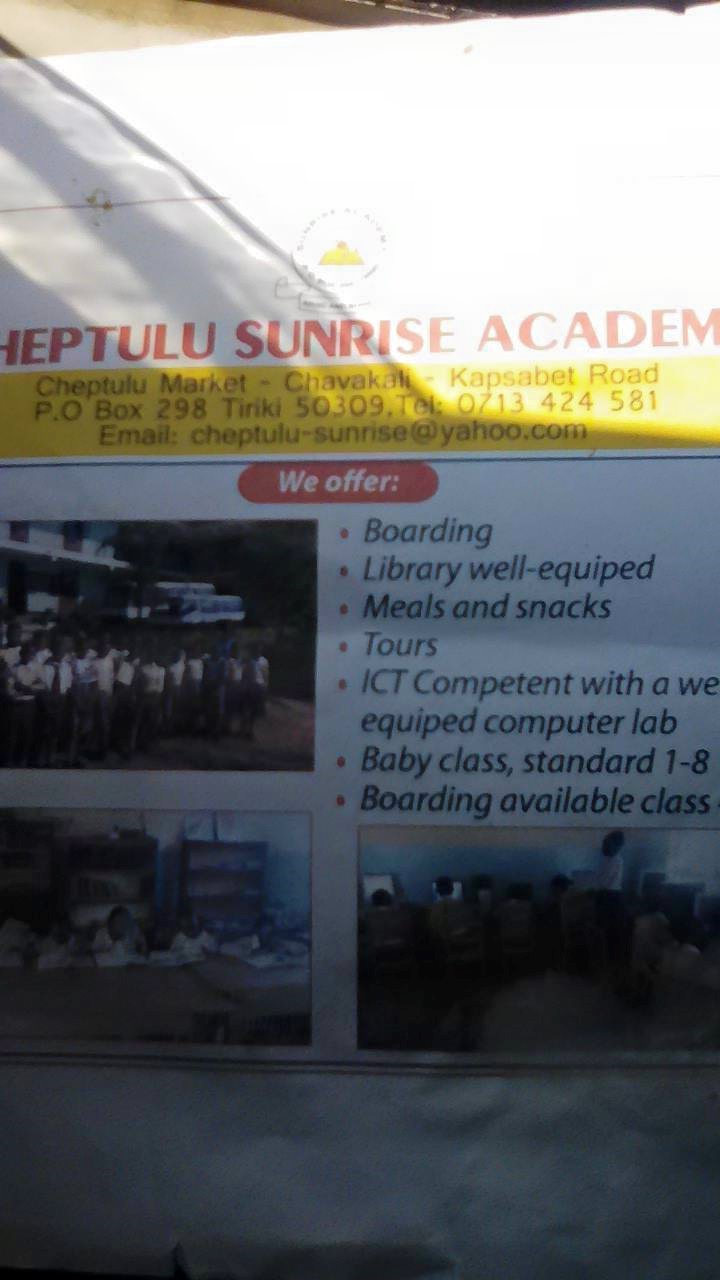 HEPTULU SUNRISE ACADEM
Cheptulu Market - Chavakali - Kapsabet Road
P.O Box 298 Tiriki 50309.Tel: 0713 424 581
Email: cheptulu-sunrise@yahoo.com
We offer:
• Boarding
• Library well-equiped
• Meals and snacks
• Tours
• ICT Competent with a we
equiped computer lab
• Baby class, standard 1-8
• Boarding available class